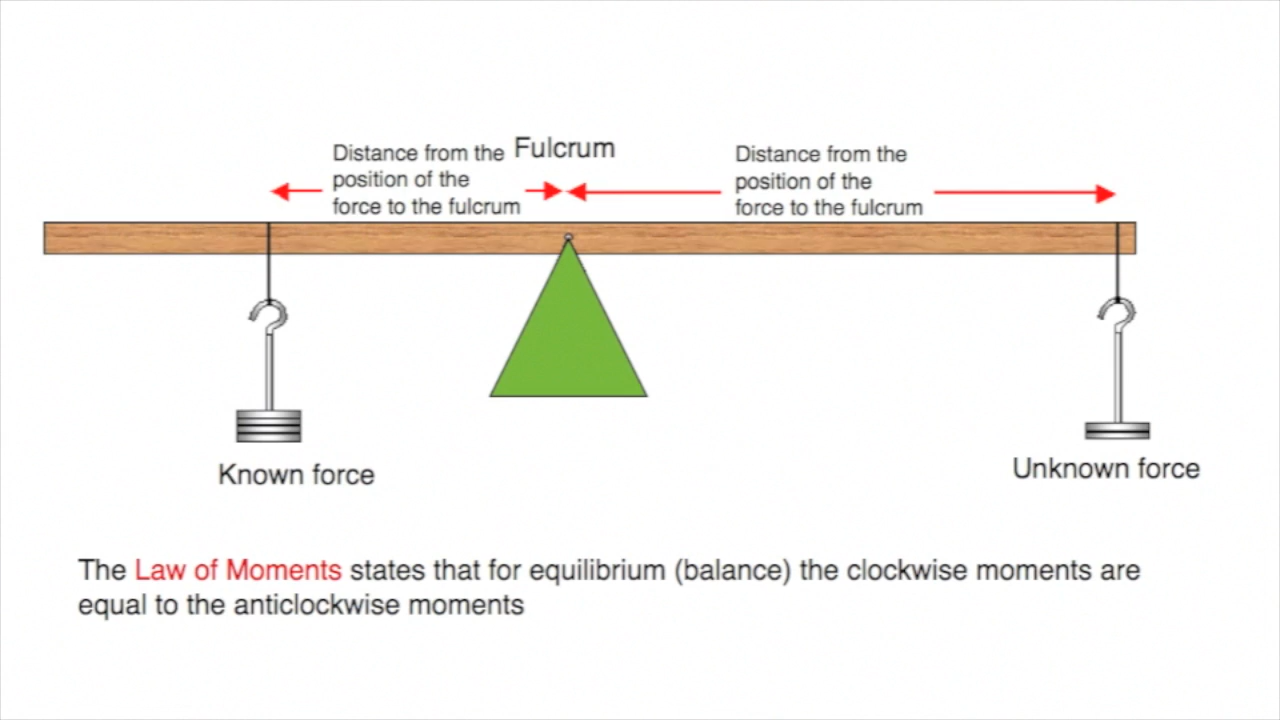 Distance from the
position of the
force to the fulcrum
Fulcrum
Distance from the
position of the
force to the fulcrum
Known force
Unknown force
The Law of Moments states that for equilibrium (balance) the clockwise moments are
equal to the anticlockwise moments